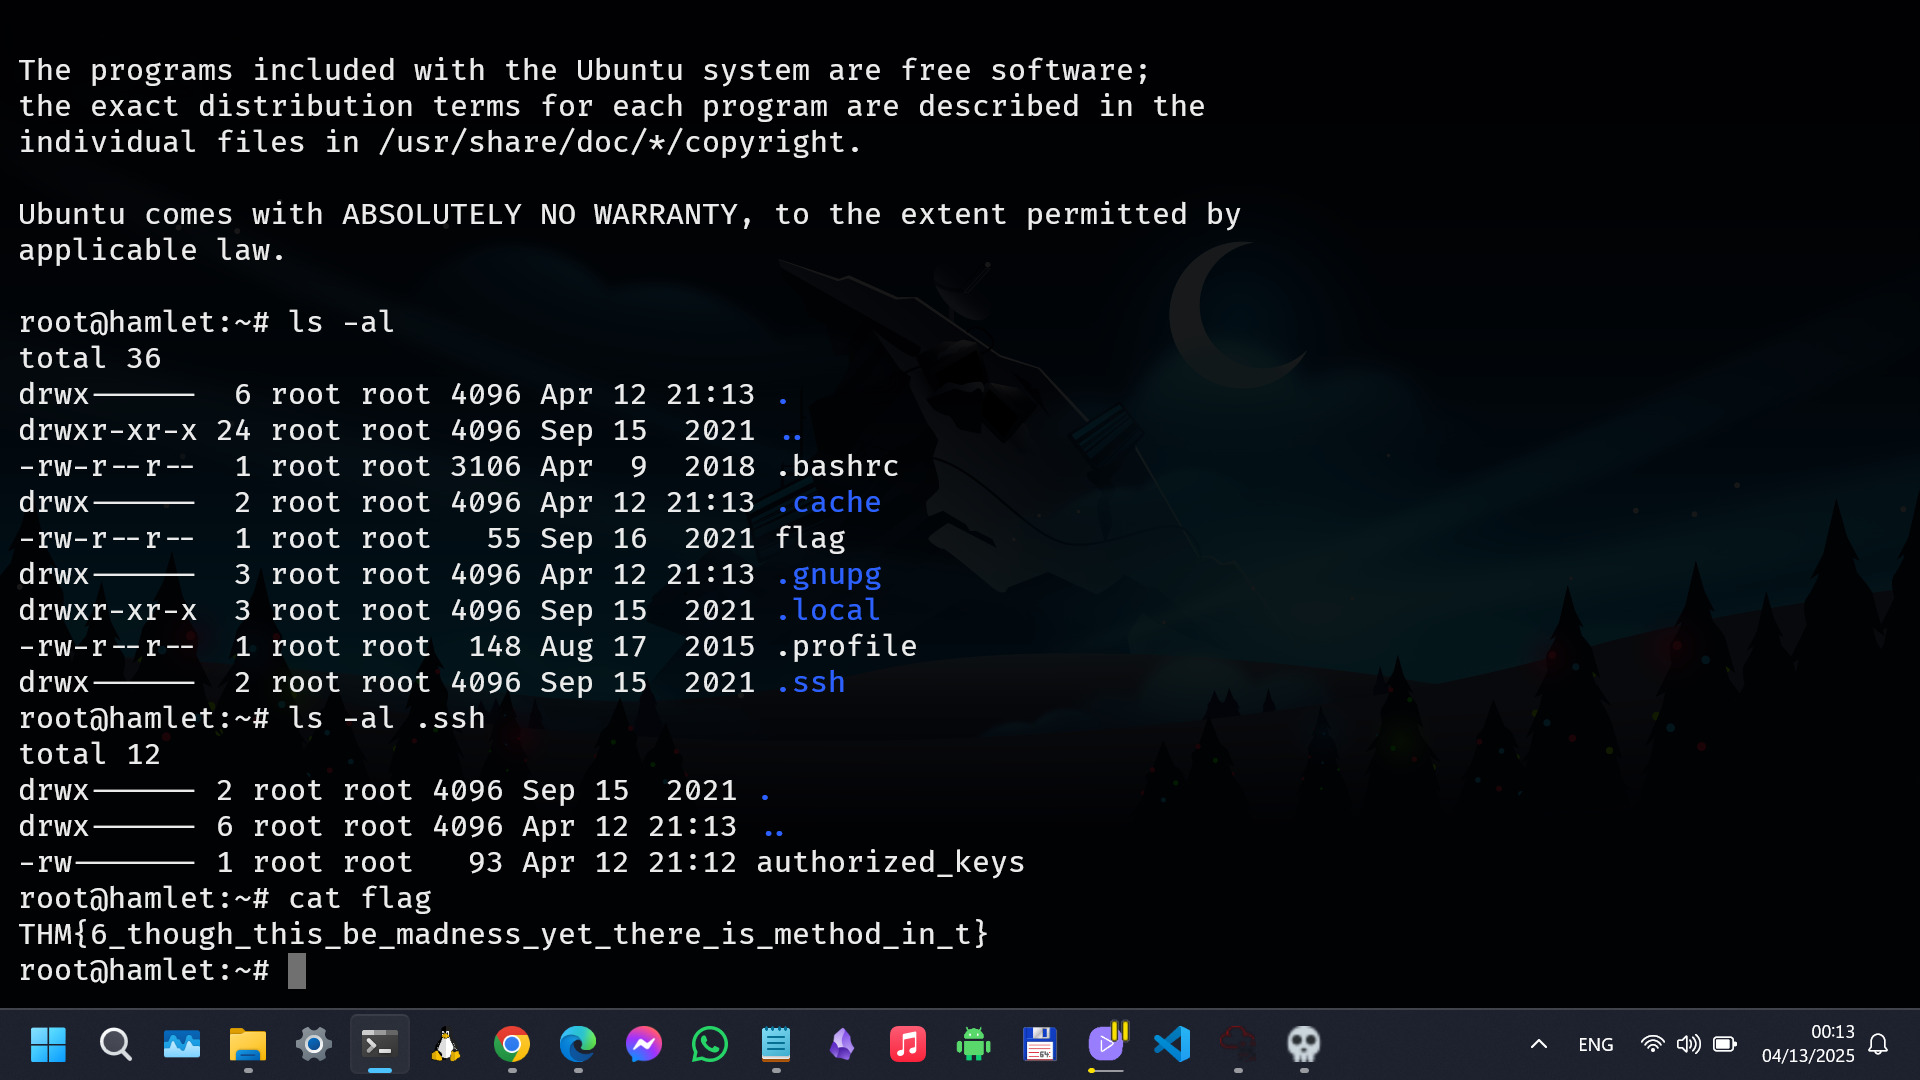 The programs included with the Ubuntu system are free software;
the exact distribution terms for each program are described in the
individual files in /usr/share/doc/*/copyright.
Ubuntu comes with ABSOLUTELY NO WARRANTY, to the extent permitted by
applicable law.
root@hamlet:~# ls -al
total 36
drwx------  6 root root 4096 Apr 12 21:13 .
drwxr-xr-x 24 root root 4096 Sep 15  2021 ..
-rw-r--r--  1 root root 3106 Apr  9  2018 .bashrc
drwx------  2 root root 4096 Apr 12 21:13 .cache
-rw-r--r--  1 root root   55 Sep 16  2021 flag
drwx------  3 root root 4096 Apr 12 21:13 .gnupg
drwxr-xr-x  3 root root 4096 Sep 15  2021 .local
-rw-r--r--  1 root root  148 Aug 17  2015 .profile
drwx------  2 root root 4096 Sep 15  2021 .ssh
root@hamlet:~# ls -al .ssh
total 12
drwx------ 2 root root 4096 Sep 15  2021 .
drwx------ 6 root root 4096 Apr 12 21:13 ..
-rw------- 1 root root   93 Apr 12 21:12 authorized_keys
root@hamlet:~# cat flag
THM{6_though_this_be_madness_yet_there_is_method_in_t}
root@hamlet:~#
64
ENG
00:13
04/13/2025